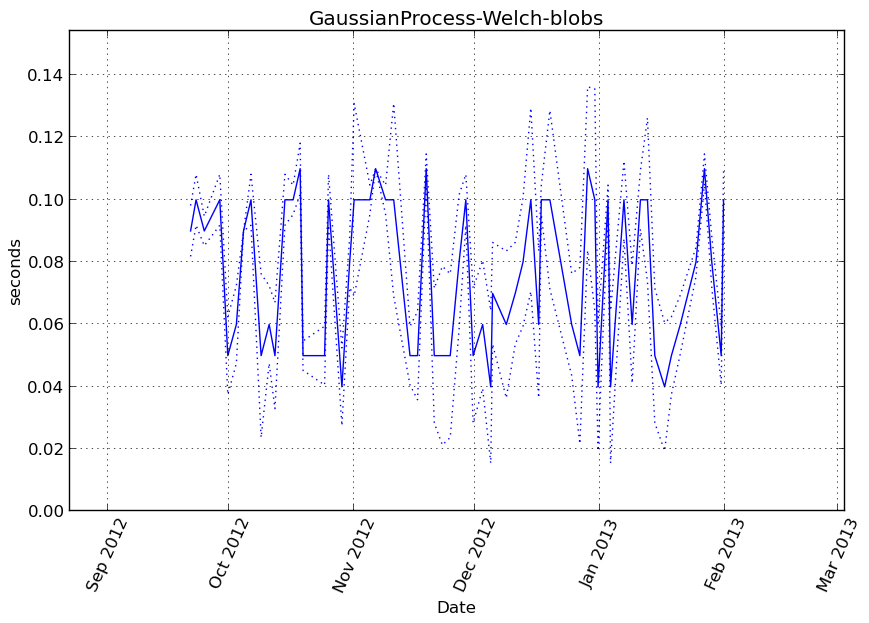 GaussianProcess-Welch-blobs
0.14
0.12
0.10
0.08
0.06
0.04
0.02
0.00
seconds
Sep 2012
Oct 2012
Nov 2012
Dec 2012
Jan 2013
Feb 2013
Mar 2013
Date